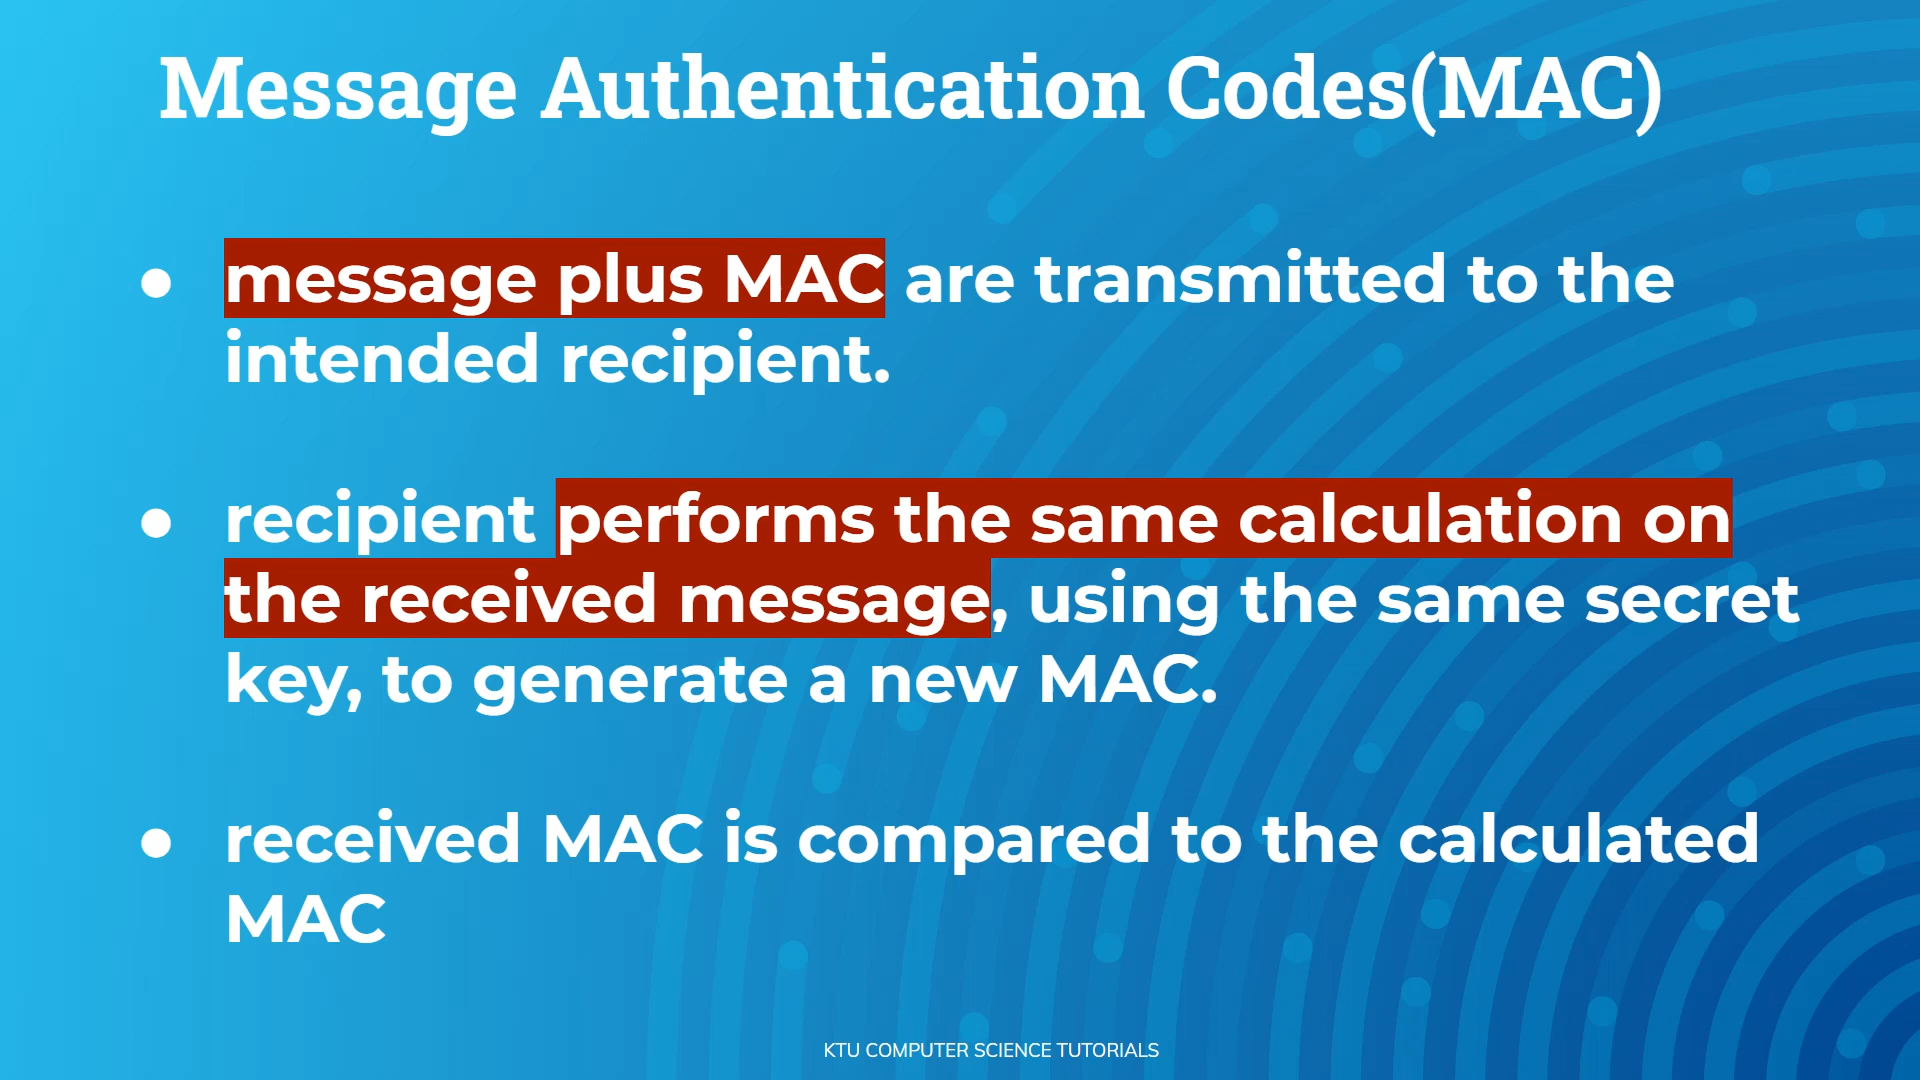 Message Authentication Codes(MAC)
● message plus MAC are transmitted to the
intended recipient.
● recipient performs the same calculation on
the received message, using the same secret
key, to generate a new MAC.
● received MAC is compared to the calculated
MAC
KTU COMPUTER SCIENCE TUTORIALS